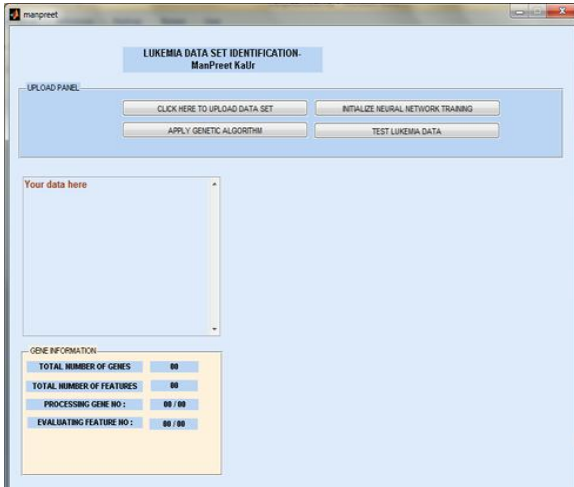 manpreet
LUKEMIA DATA SET IDENTIFICATION-
ManPreet KaUr
UPLOAD PANEL
CLICK HERE TO UPLOAD DATA SET
INITIALIZE NEURAL NETWORK TRAINING
APPLY GENETIC ALGORITHM
TEST LUKEMIA DATA
Your data here
GENE INFORMATION
TOTAL NUMBER OF GENES 00
TOTAL NUMBER OF FEATURES 00
PROCESSING GENE NO : 00 / 00
EVALUATING FEATURE NO : 00 / 00